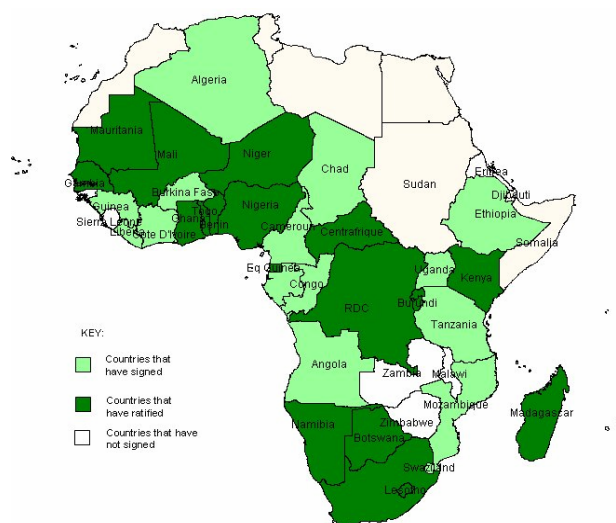 Algeria
Mauritania
Mali
Niger
Chad
Sudan
Eritrea
Djibouti
Gambia
Burkina Faso
Guinea
Sierra Leone
Liberia
Cote D'Ivoire
Ghana
Togo
Benin
Nigeria
Cameroun
Centrafrique
Ethiopia
Somalia
Eq Guinea
Congo
Uganda
Kenya
RDC
Burundi
Tanzania
KEY:
Countries that
have signed
Countries that
have ratified
Countries that have
not signed
Angola
Zambia
Malawi
Mozambique
Madagascar
Namibia
Zimbabwe
Botswana
Swaziland
Lesotho